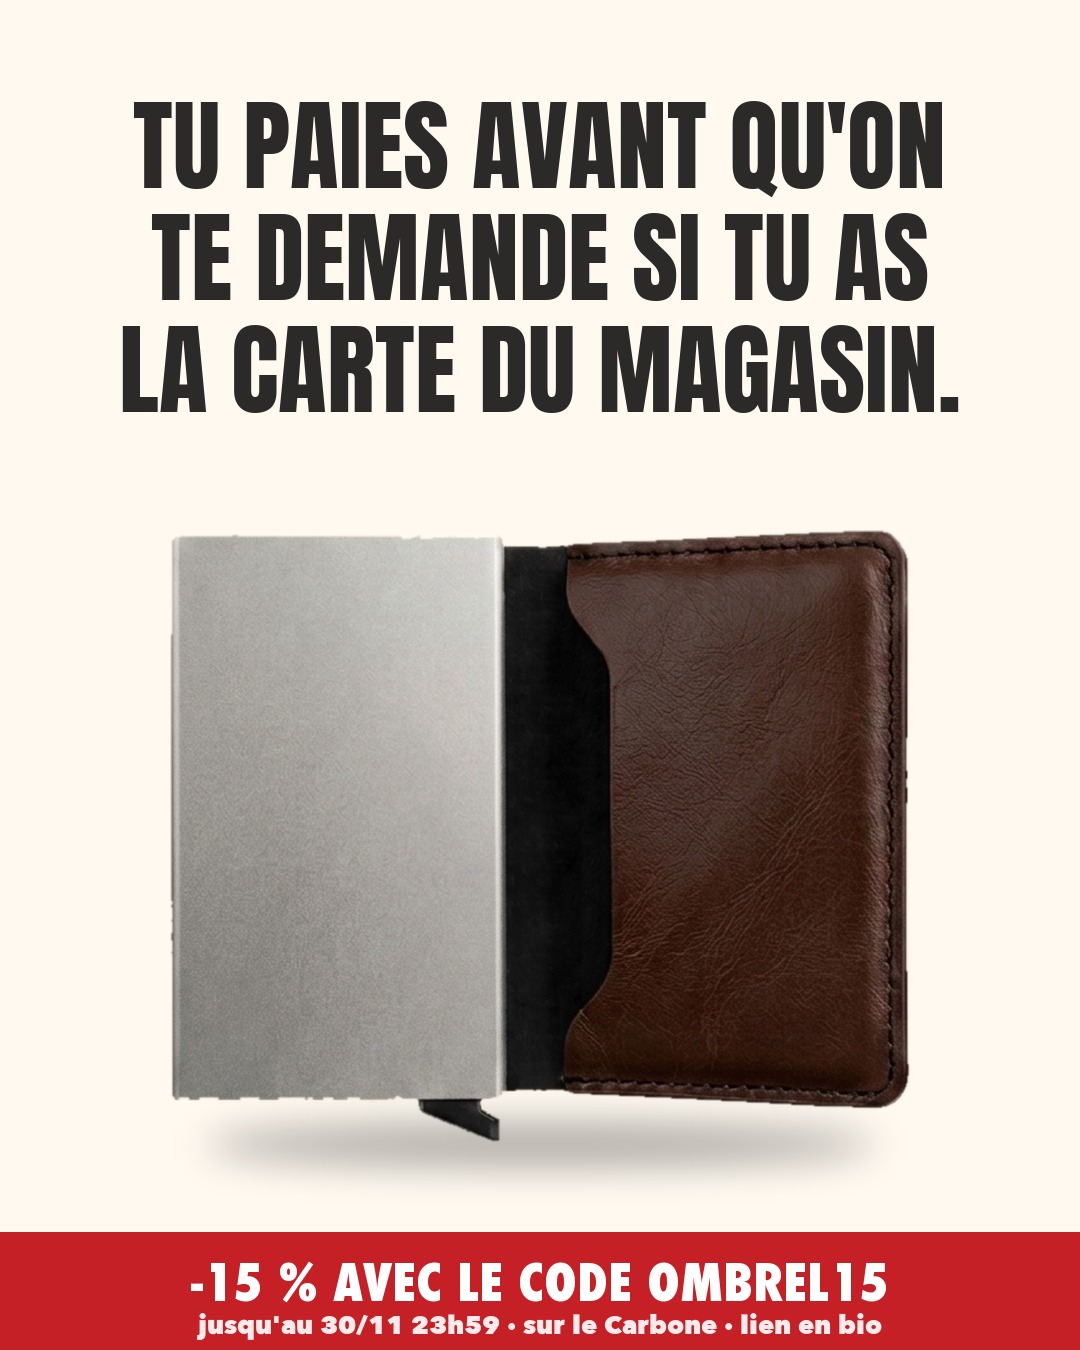 TU PAIES AVANT QU'ON
TE DEMANDE SI TU AS
LA CARTE DU MAGASIN.
-15 % AVEC LE CODE OMBREL15
jusqu'au 30/11 23h59 · sur le Carbone · lien en bio